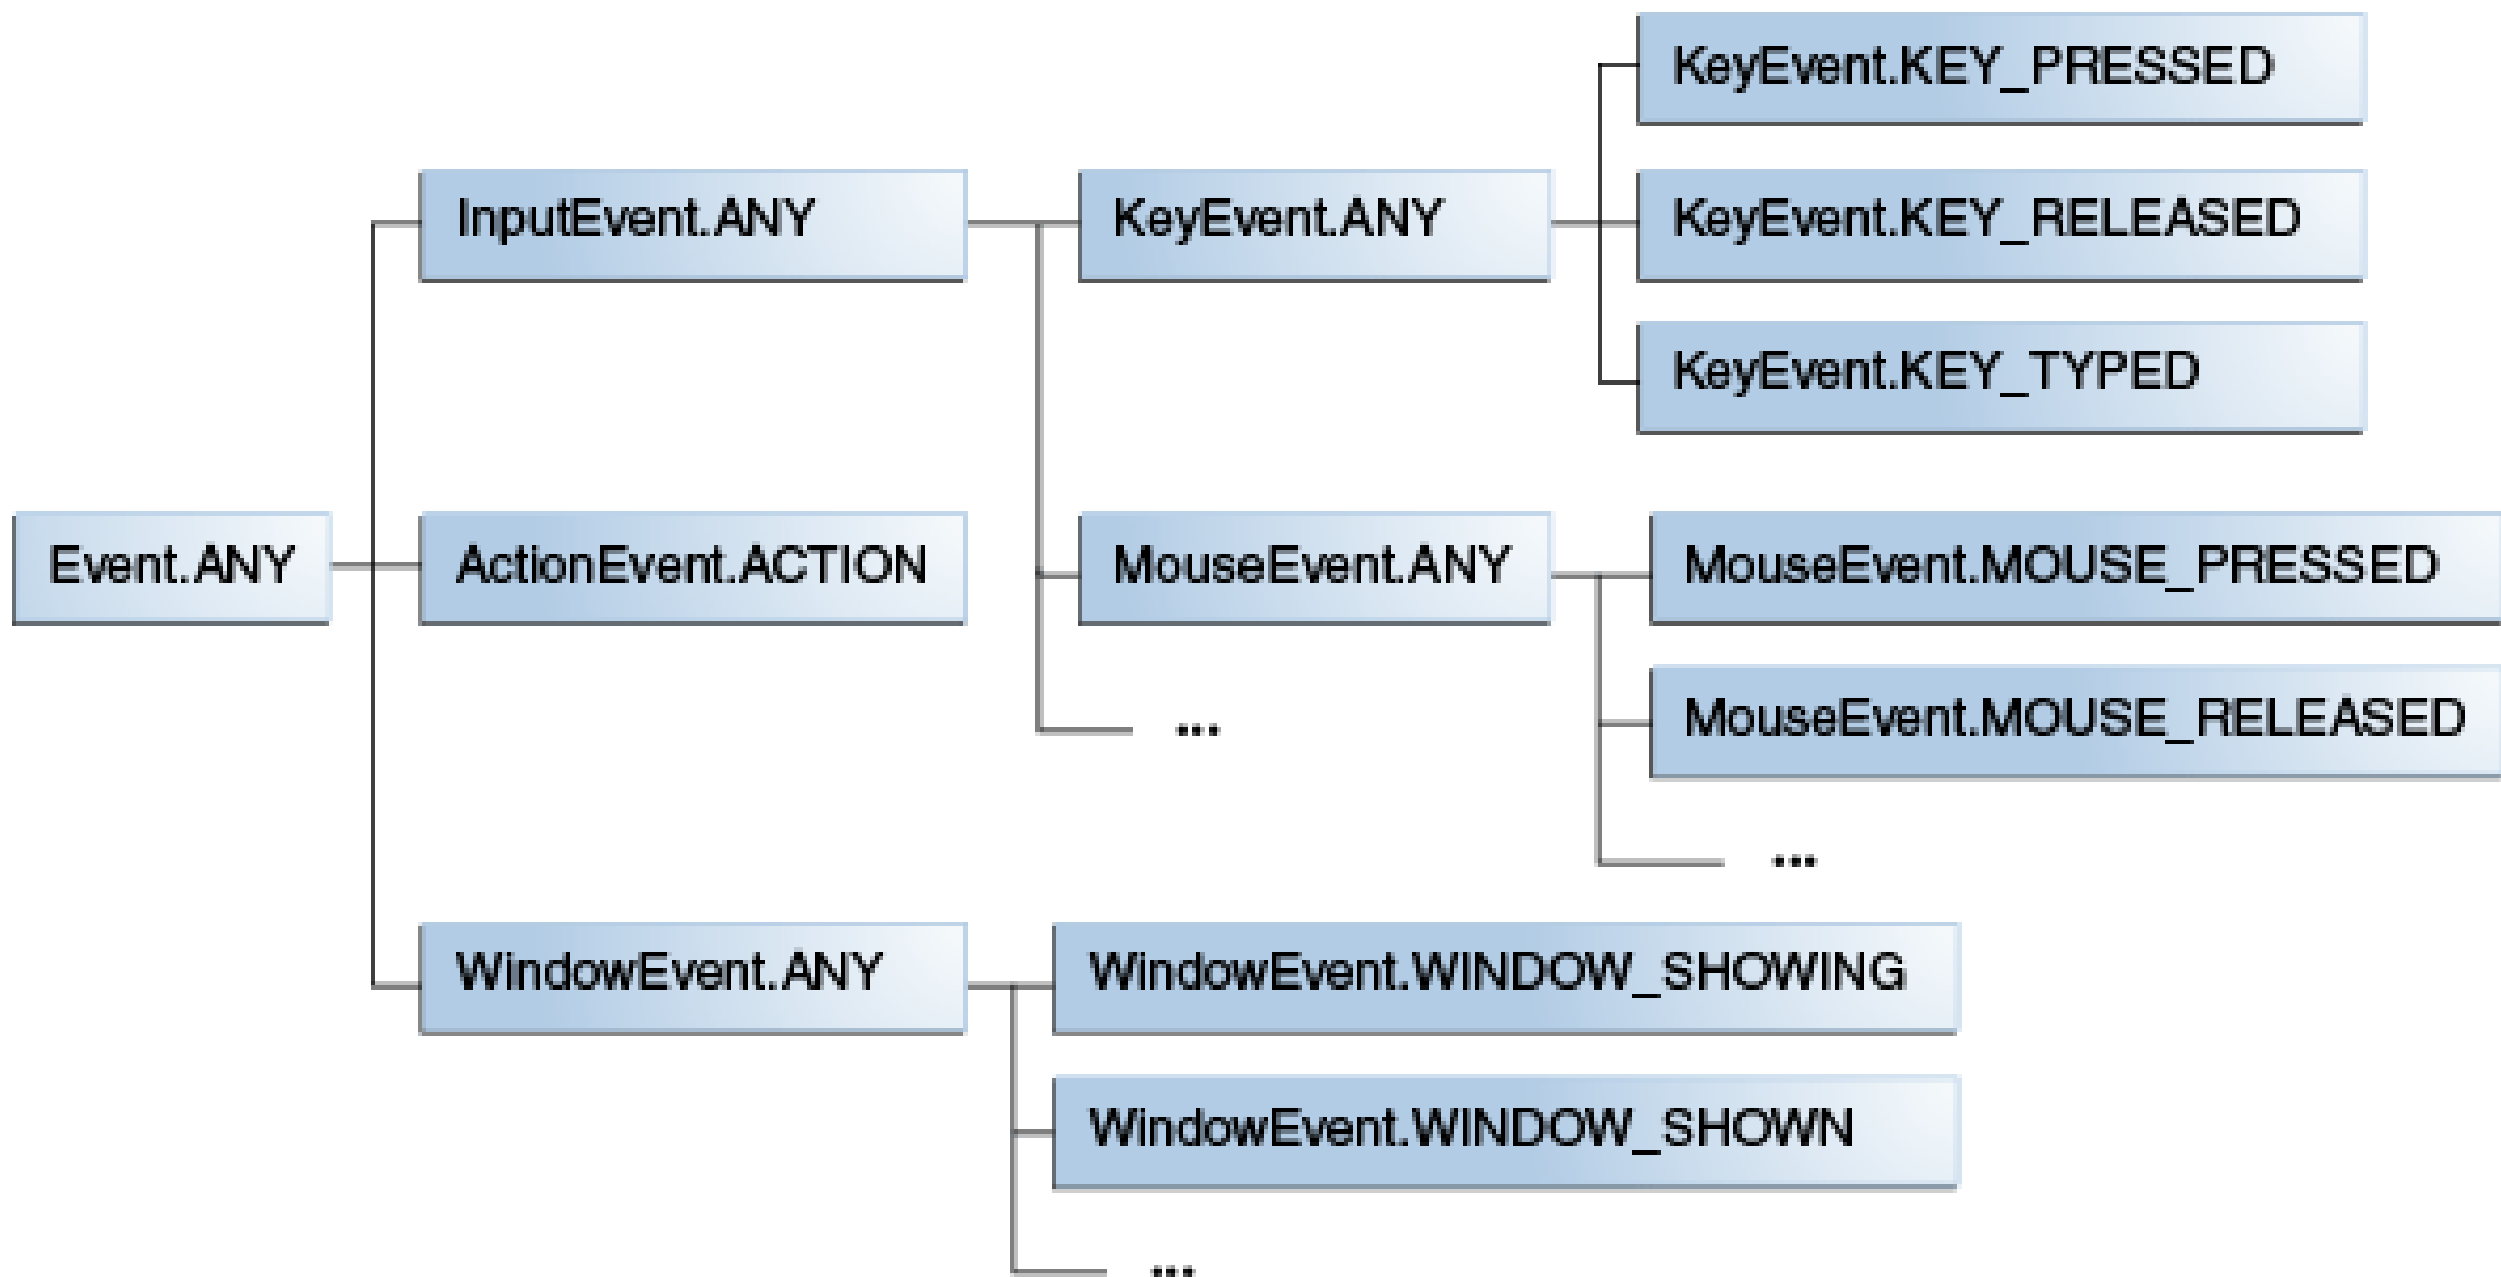 Event.ANY
InputEvent.ANY
KeyEvent.ANY
KeyEvent.KEY_PRESSED
KeyEvent.KEY_RELEASED
KeyEvent.KEY_TYPED
MouseEvent.ANY
MouseEvent.MOUSE_PRESSED
MouseEvent.MOUSE_RELEASED
...
...
ActionEvent.ACTION
WindowEvent.ANY
WindowEvent.WINDOW_SHOWING
WindowEvent.WINDOW_SHOWN
...